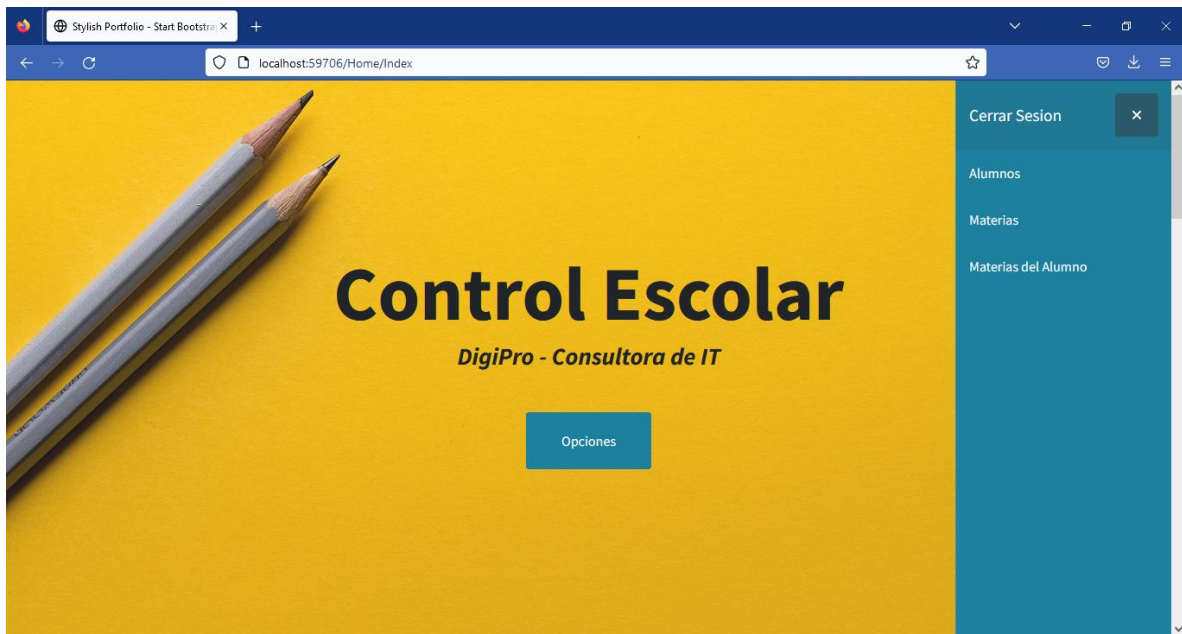 Stylish Portfolio - Start Bootstrap
localhost:59706/Home/Index
Cerrar Sesion
Alumnos
Materias
Materias del Alumno
Control Escolar
DigiPro - Consultora de IT
Opciones